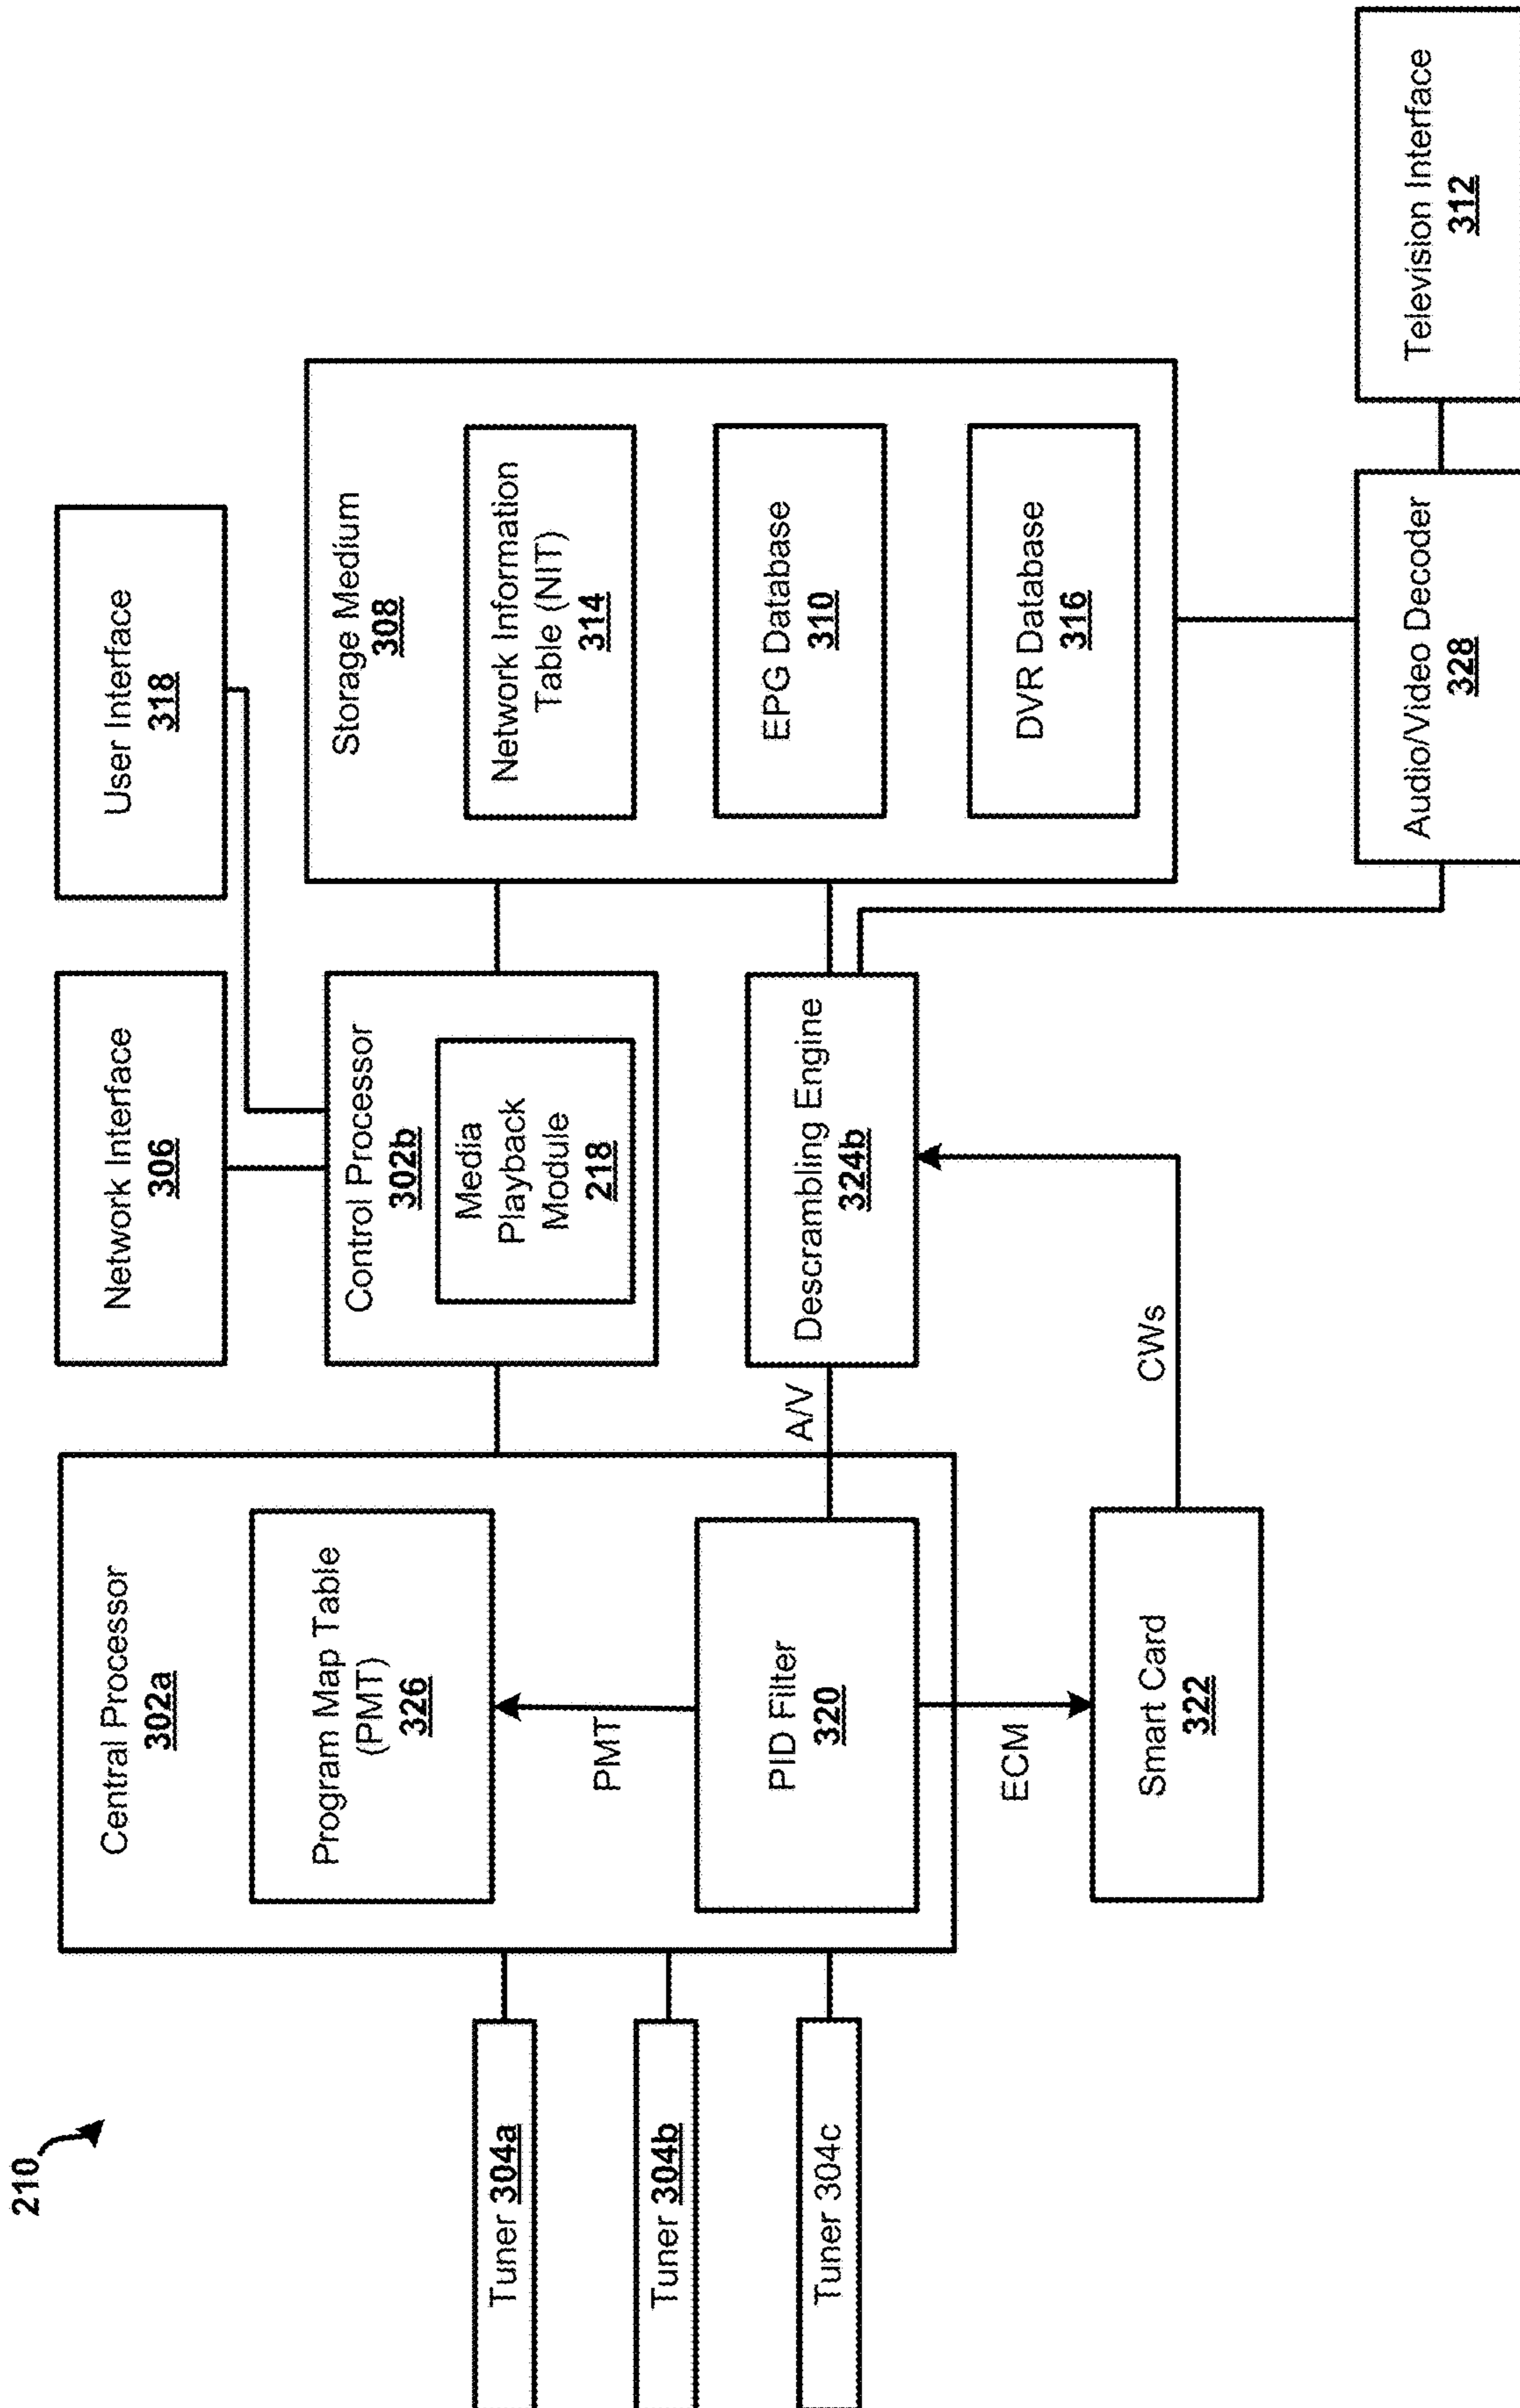 210
Tuner 304a
Tuner 304b
Tuner 304c
Central Processor
302a
Program Map Table
(PMT)
326
PMT
PID Filter
320
ECM
Smart Card
322
A/V
CWs
Network Interface
306
Control Processor
302b
Media
Playback
Module
218
Descrambling Engine
324b
User Interface
318
Storage Medium
308
Network Information
Table (NIT)
314
EPG Database
310
DVR Database
316
Audio/Video Decoder
328
Television Interface
312